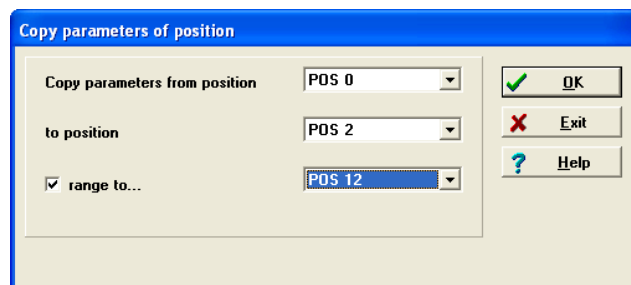 Copy parameters of position
Copy parameters from position POS 0
to position POS 2
range to... POS 12
OK
Exit
Help